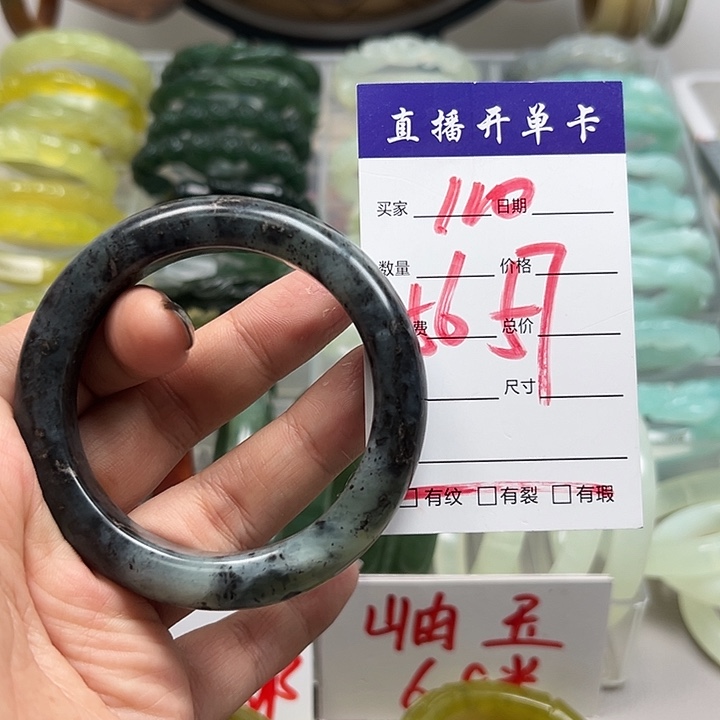 直播开单卡
买家 110 日期
数量 价格
费 56 57 总价
尺寸
□有纹 □有裂 □有瑕
岫玉